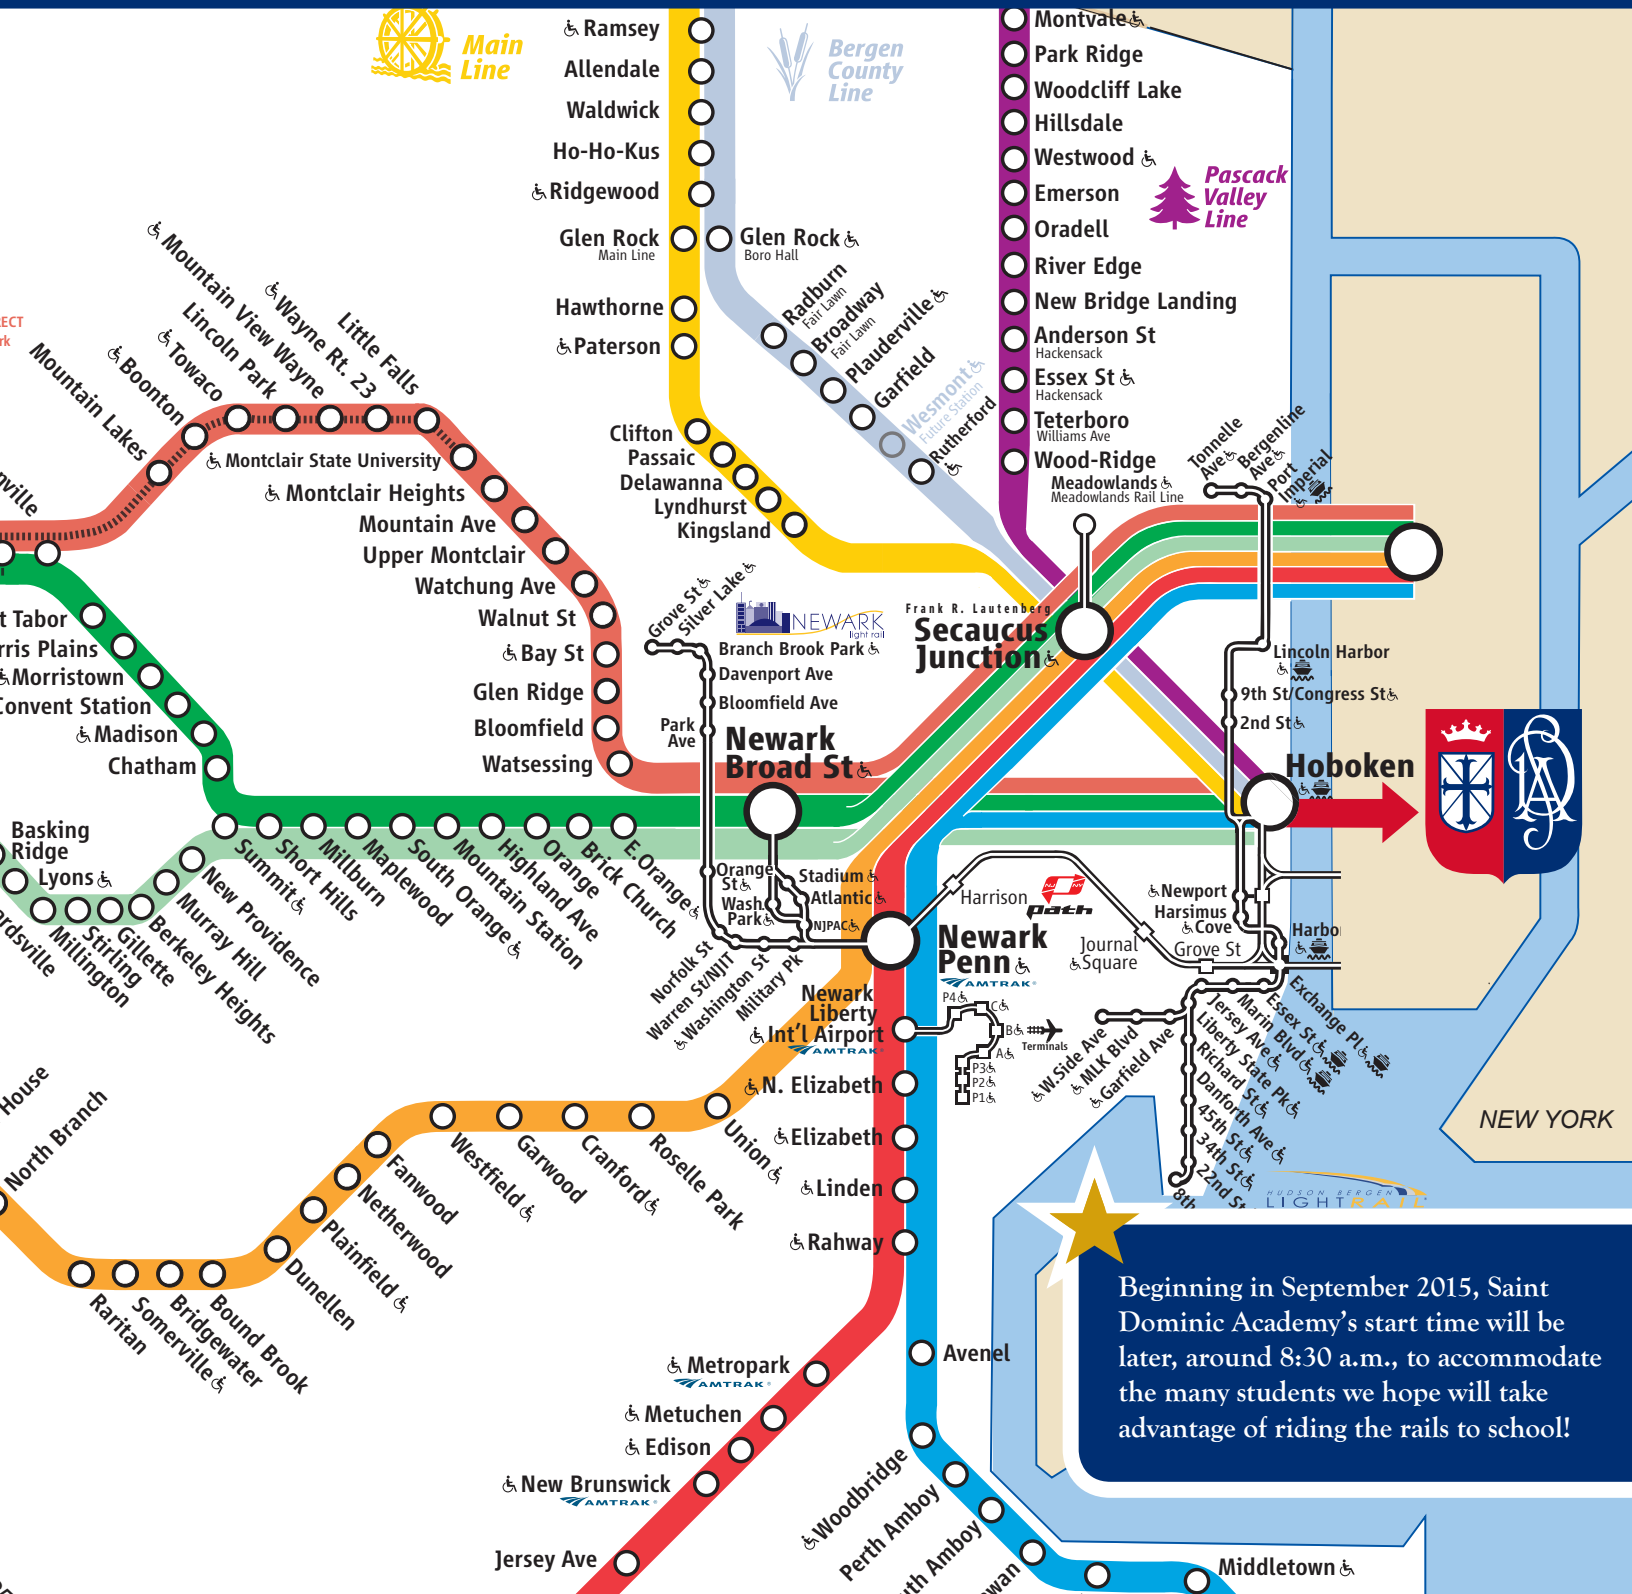 Main
Line
Ramsey
Allendale
Waldwick
Ho-Ho-Kus
Ridgewood
Glen Rock
Main Line
Hawthorne
Paterson
Clifton
Passaic
Delawanna
Lyndhurst
Kingsland
Bergen
County
Line
Glen Rock
Boro Hall
Radburn
Fair Lawn
Broadway
Fair Lawn
Plauderville
Garfield
Wesmont
Future Station
Rutherford
Montvale
Park Ridge
Woodcliff Lake
Hillsdale
Westwood
Emerson
Oradell
River Edge
New Bridge Landing
Anderson St
Hackensack
Essex St
Hackensack
Teterboro
Williams Ave
Wood-Ridge
Pascack
Valley
Line
Meadowlands
Meadowlands Rail Line
Tonnelle
Ave
Bergenline
Ave
Port
Imperial
Mountain Lakes
Boonton
Towaco
Lincoln Park
Mountain View Wayne
Wayne Rt. 23
Little Falls
Montclair State University
Montclair Heights
Mountain Ave
Upper Montclair
Watchung Ave
Walnut St
Bay St
Glen Ridge
Bloomfield
Watsessing
Morristown
Convent Station
Madison
Chatham
Grove St
Silver Lake
NEWARK
light rail
Branch Brook Park
Davenport Ave
Bloomfield Ave
Park
Ave
Newark
Broad St
Frank R. Lautenberg
Secaucus
Junction
Lincoln Harbor
9th St/Congress St
2nd St
Hoboken
SDA
Basking
Ridge
Lyons
Millington
Stirling
Gillette
Berkeley Heights
Murray Hill
New Providence
Summit
Short Hills
Millburn
Maplewood
South Orange
Mountain Station
Highland Ave
Orange
Brick Church
E.Orange
Orange
St
Wash.
Park
Stadium
Atlantic
NJPAC
Norfolk St
Warren St/NJIT
Washington St
Military Pk
Newark
Penn
AMTRAK
Harrison
path
Journal
Square
Grove St
Newport
Harsimus
Cove
Harbo
Exchange Pl
Essex St
Marin Blvd
Jersey Ave
Liberty State Pk
Richard St
Danforth Ave
45th St
34th St
22nd St
8th
W.Side Ave
MLK Blvd
Garfield Ave
HUDSON BERGEN
LIGHTRAIL
NEW YORK
Newark
Liberty
Int'l Airport
AMTRAK
P4
C
B
A
P3
P2
P1
Terminals
N. Elizabeth
Elizabeth
Linden
Rahway
Metropark
AMTRAK
Metuchen
Edison
New Brunswick
AMTRAK
Jersey Ave
House
North Branch
Raritan
Somerville
Bridgewater
Bound Brook
Dunellen
Plainfield
Netherwood
Fanwood
Westfield
Garwood
Cranford
Roselle Park
Union
Avenel
Woodbridge
Perth Amboy
uth Amboy
wan
Middletown
Beginning in September 2015, Saint
Dominic Academy's start time will be
later, around 8:30 a.m., to accommodate
the many students we hope will take
advantage of riding the rails to school!